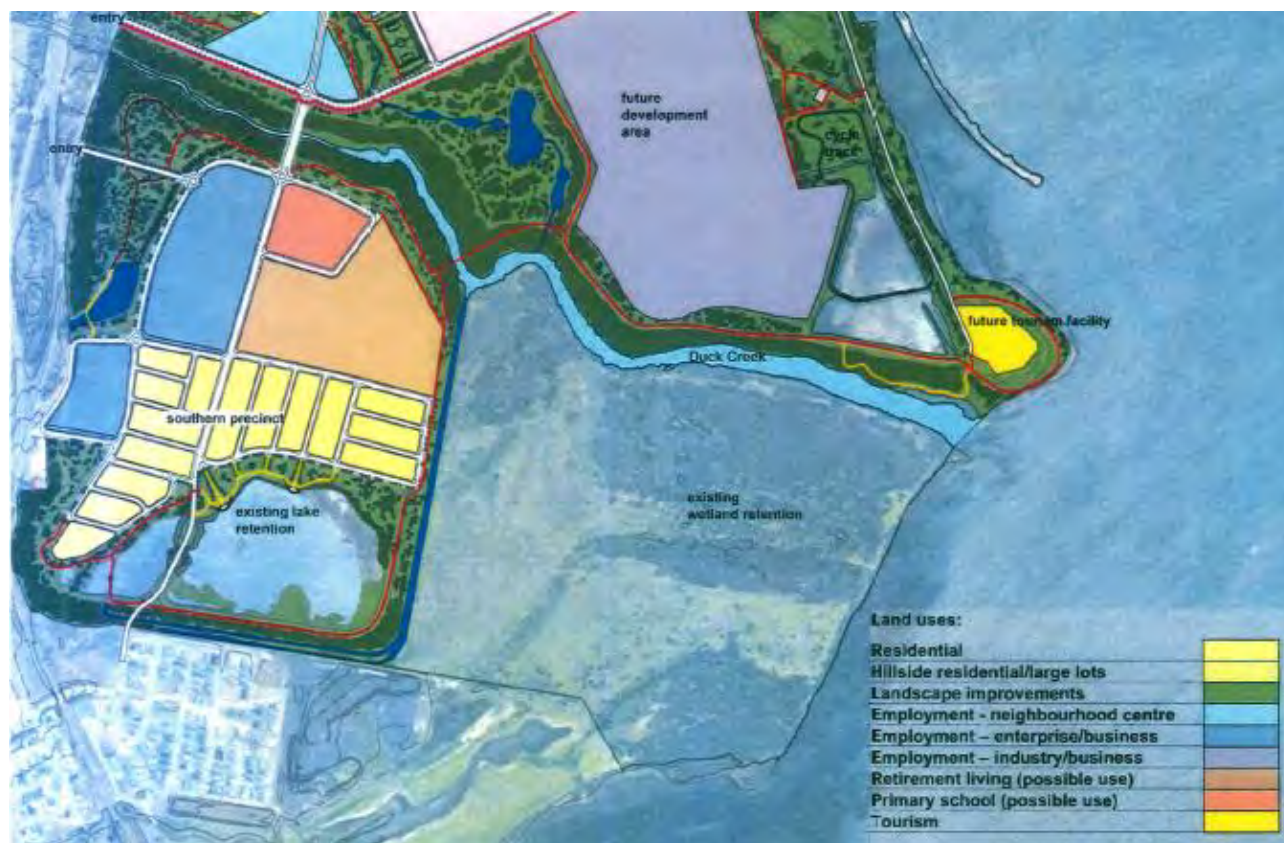 entry
future
development
area
cycle
track
entry
future tourism facility
Duck Creek
southern precinct
existing lake
retention
existing
wetland retention
Land uses:
Residential
Hillside residential/large lots
Landscape improvements
Employment - neighbourhood centre
Employment – enterprise/business
Employment – industry/business
Retirement living (possible use)
Primary school (possible use)
Tourism